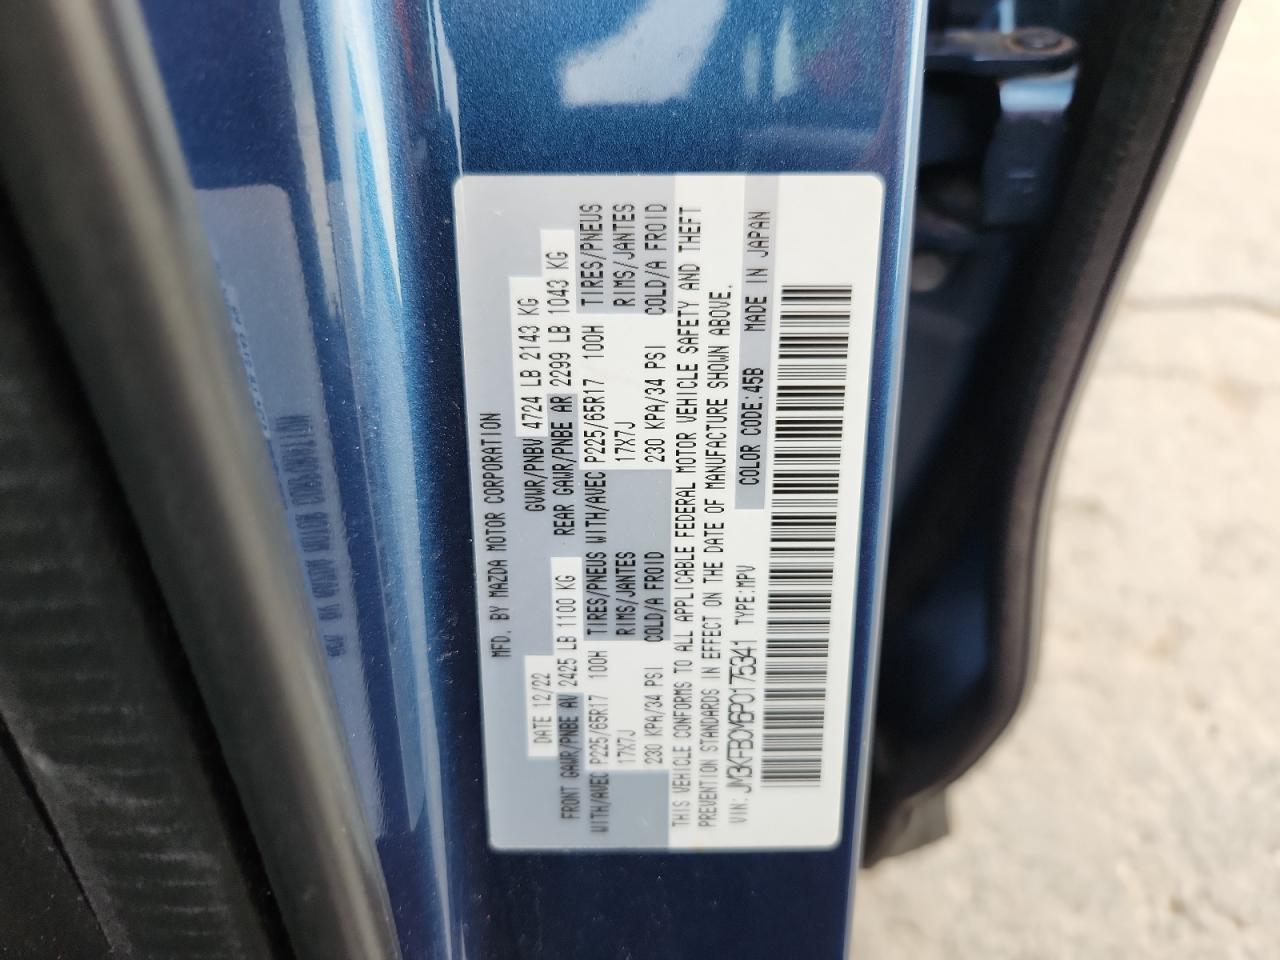 MFD. BY MAZDA MOTOR CORPORATION
DATE 12/22 GVWR/PNBV 4724 LB 2143 KG
FRONT GAWR/PNBE AV 2425 LB 1100 KG REAR GAWR/PNBE AR 2299 LB 1043 KG
WITH/AVEC P225/65R17 100H TIRES/PNEUS WITH/AVEC P225/65R17 100H TIRES/PNEUS
17X7J RIMS/JANTES 17X7J RIMS/JANTES
230 KPA/34 PSI COLD/A FROID 230 KPA/34 PSI COLD/A FROID
THIS VEHICLE CONFORMS TO ALL APPLICABLE FEDERAL MOTOR VEHICLE SAFETY AND THEFT
PREVENTION STANDARDS IN EFFECT ON THE DATE OF MANUFACTURE SHOWN ABOVE.
VIN: JM3KFBCM6P0175341 TYPE:MPV COLOR CODE:45B MADE IN JAPAN